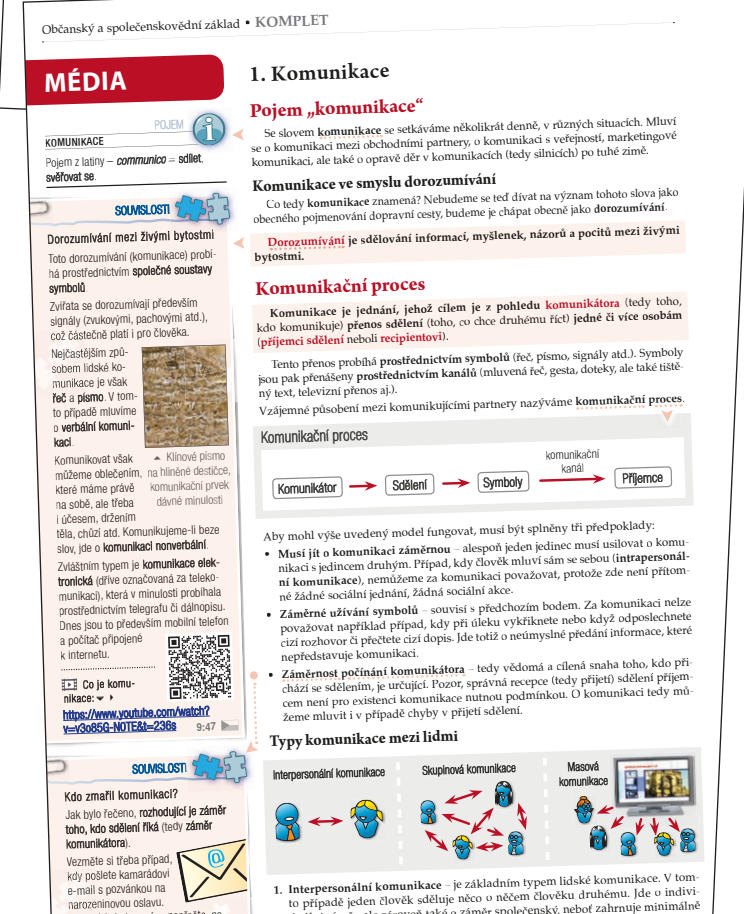 Občanský a společenskovědní základ • KOMPLET
MÉDIA
POJEM
KOMUNIKACE
Pojem z latiny – communico = sdílet,
svěřovat se.
SOUVISLOSTI
Dorozumívání mezi živými bytostmi
Toto dorozumívání (komunikace) probí-
há prostřednictvím společné soustavy
symbolů.
Zvířata se dorozumívají především
signály (zvukovými, pachovými atd.),
což částečně platí i pro člověka.
Nejčastějším způ-
sobem lidské ko-
munikace je však
řeč a písmo. V tom-
to případě mluvíme
o verbální komuni-
kaci.
Komunikovat však
můžeme oblečením,
které máme právě
na sobě, ale třeba
i účesem, držením
těla, chůzí atd. Komunikujeme-li beze
slov, jde o komunikaci nonverbální.
▲ Klínové písmo
na hliněné destičce,
komunikační prvek
dávné minulosti
Zvláštním typem je komunikace elek-
tronická (dříve označovaná za teleko-
munikaci), která v minulosti probíhala
prostřednictvím telegrafu či dálnopisu.
Dnes jsou to především mobilní telefon
a počítač připojené
k internetu.
Co je komu-
nikace:
https://www.youtube.com/watch?
v=v3o85G-N0TE&t=236s 9:47
SOUVISLOSTI
Kdo zmařil komunikaci?
Jak bylo řečeno, rozhodující je záměr
toho, kdo sdělení říká (tedy záměr
komunikátora).
Vezměte si třeba případ,
kdy pošlete kamarádovi
e-mail s pozvánkou na
narozeninovou oslavu.
@
1. Komunikace
Pojem „komunikace“
Se slovem komunikace se setkáváme několikrát denně, v různých situacích. Mluví
se o komunikaci mezi obchodními partnery, o komunikaci s veřejností, marketingové
komunikaci, ale také o opravě děr v komunikacích (tedy silnicích) po tuhé zimě.
Komunikace ve smyslu dorozumívání
Co tedy komunikace znamená? Nebudeme se teď dívat na význam tohoto slova jako
obecného pojmenování dopravní cesty, budeme je chápat obecně jako dorozumívání.
Dorozumívání je sdělování informací, myšlenek, názorů a pocitů mezi živými
bytostmi.
Komunikační proces
Komunikace je jednání, jehož cílem je z pohledu komunikátora (tedy toho,
kdo komunikuje) přenos sdělení (toho, co chce druhému říct) jedné či více osobám
(příjemci sdělení neboli recipientovi).
Tento přenos probíhá prostřednictvím symbolů (řeč, písmo, signály atd.). Symboly
jsou pak přenášeny prostřednictvím kanálů (mluvená řeč, gesta, doteky, ale také tiště-
ný text, televizní přenos aj.).
Vzájemné působení mezi komunikujícími partnery nazýváme komunikační proces.
Komunikační proces
Komunikátor
Sdělení
Symboly
komunikační
kanál
Příjemce
Aby mohl výše uvedený model fungovat, musí být splněny tři předpoklady:
• Musí jít o komunikaci záměrnou – alespoň jeden jedinec musí usilovat o komu-
nikaci s jedincem druhým. Případ, kdy člověk mluví sám se sebou (intrapersonál-
ní komunikace), nemůžeme za komunikaci považovat, protože zde není přítom-
né žádné sociální jednání, žádná sociální akce.
• Záměrné užívání symbolů – souvisí s předchozím bodem. Za komunikaci nelze
považovat například případ, kdy při úleku vykřiknete nebo když odposlechnete
cizí rozhovor či přečtete cizí dopis. Jde totiž o neúmyslné předání informace, které
nepředstavuje komunikaci.
• Záměrnost počínání komunikátora – tedy vědomá a cílená snaha toho, kdo při-
chází se sdělením, je určující. Pozor, správná recepce (tedy přijetí) sdělení příjem-
cem není pro existenci komunikace nutnou podmínkou. O komunikaci tedy mů-
žeme mluvit i v případě chyby v přijetí sdělení.
Typy komunikace mezi lidmi
Interpersonální komunikace
Skupinová komunikace
Masová
komunikace
1. Interpersonální komunikace – je základním typem lidské komunikace. V tom-
to případě jeden člověk sděluje něco o něčem člověku druhému. Jde o indivi-
také o záměr společenský, neboť zahrnuje minimálně